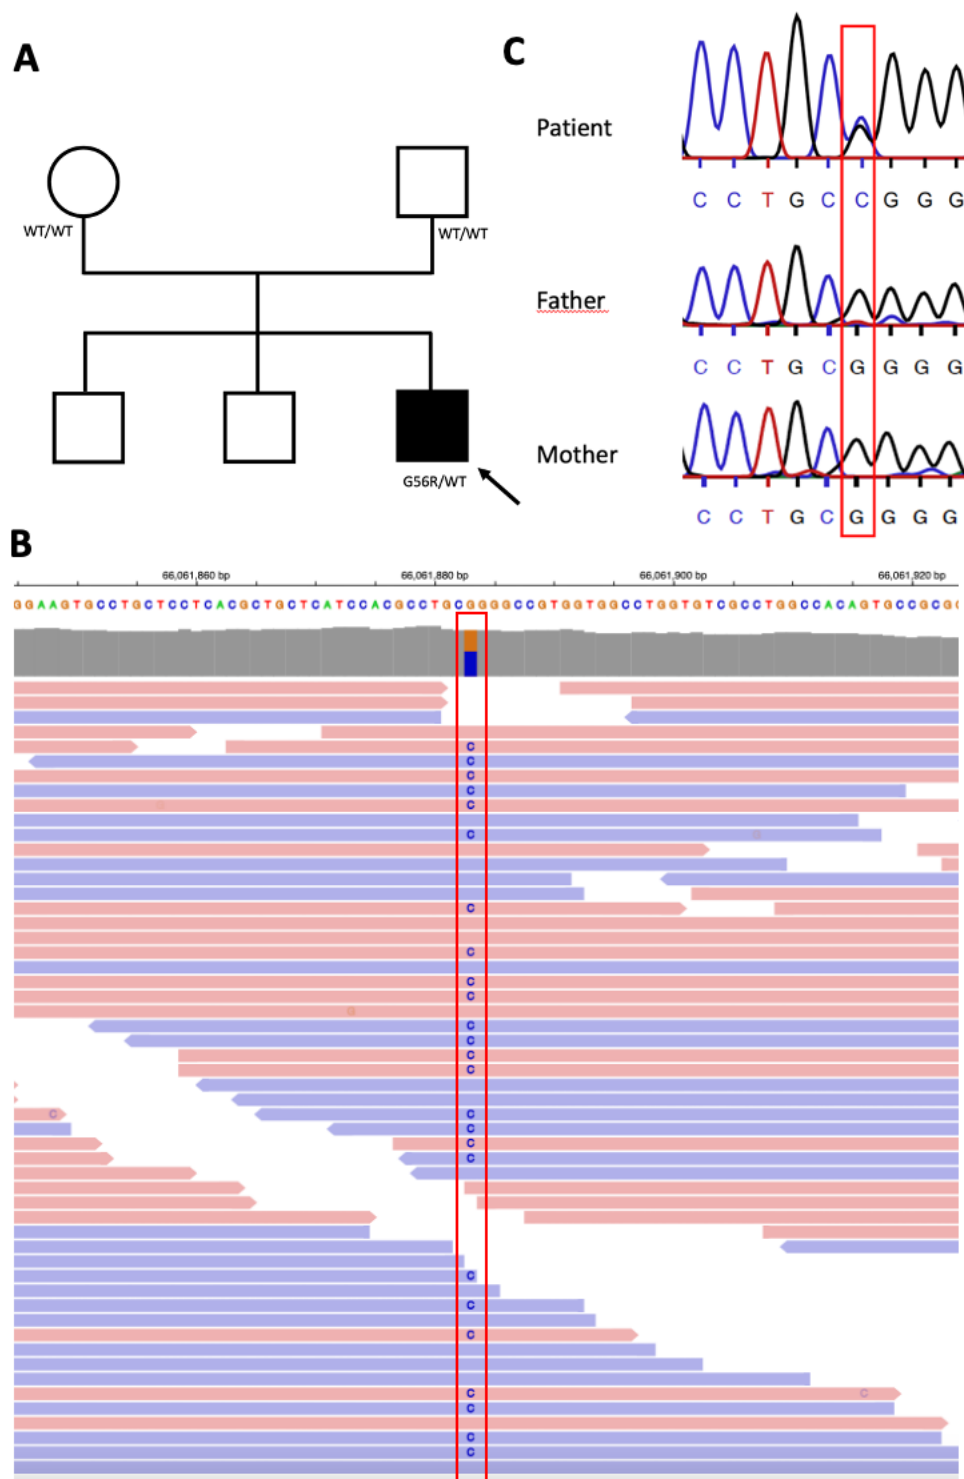 A
WT/WT
WT/WT
G56R/WT
C
Patient
C C T G C C G G G
Father
C C T G C G G G G
Mother
C C T G C G G G G
B
66,061,860 bp 66,061,880 bp 66,061,900 bp 66,061,920 bp
GGAAGTGCCTGCTCCTCACGCTGCTCATCCACGCCTGCGGGGCCGTGGTGGCCTGGTGTCGCCTGGCCACAGTGCCGCG
C
C
C
C
G C
C G
C
C
C
C
G
C
C
C
C
C C
C
C
C
C
C
C
C C
C
C
C